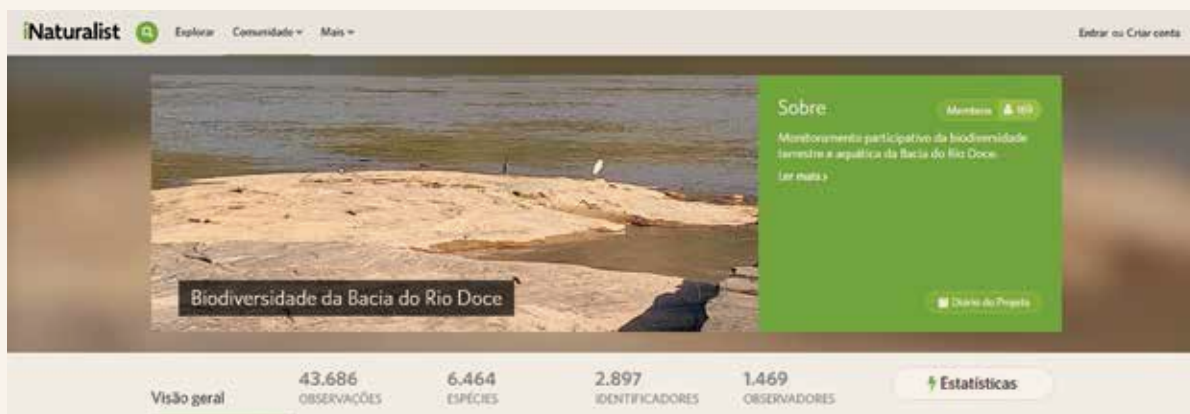 iNaturalist Explorar Comunidade Mais Entrar ou Criar conta
Sobre
Membros 169
Monitoramento participativo da biodiversidade
terrestre e aquática da Bacia do Rio Doce.
Ler mais >
Biodiversidade da Bacia do Rio Doce
Diário do Projeto
Visão geral
43.686
OBSERVAÇÕES
6.464
ESPÉCIES
2.897
IDENTIFICADORES
1.469
OBSERVADORES
Estatísticas